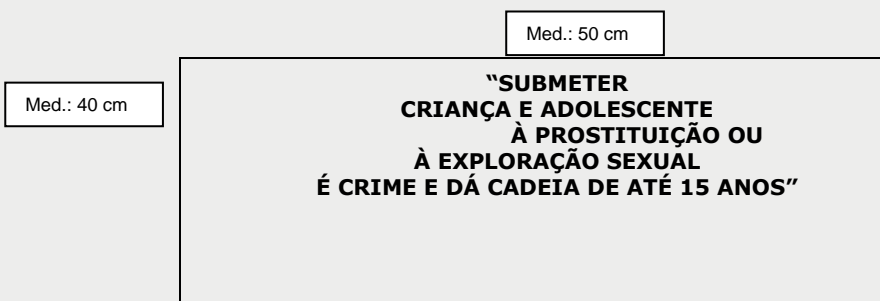 Med.: 50 cm
Med.: 40 cm
“SUBMETER
CRIANÇA E ADOLESCENTE
À PROSTITUIÇÃO OU
À EXPLORAÇÃO SEXUAL
É CRIME E DÁ CADEIA DE ATÉ 15 ANOS”